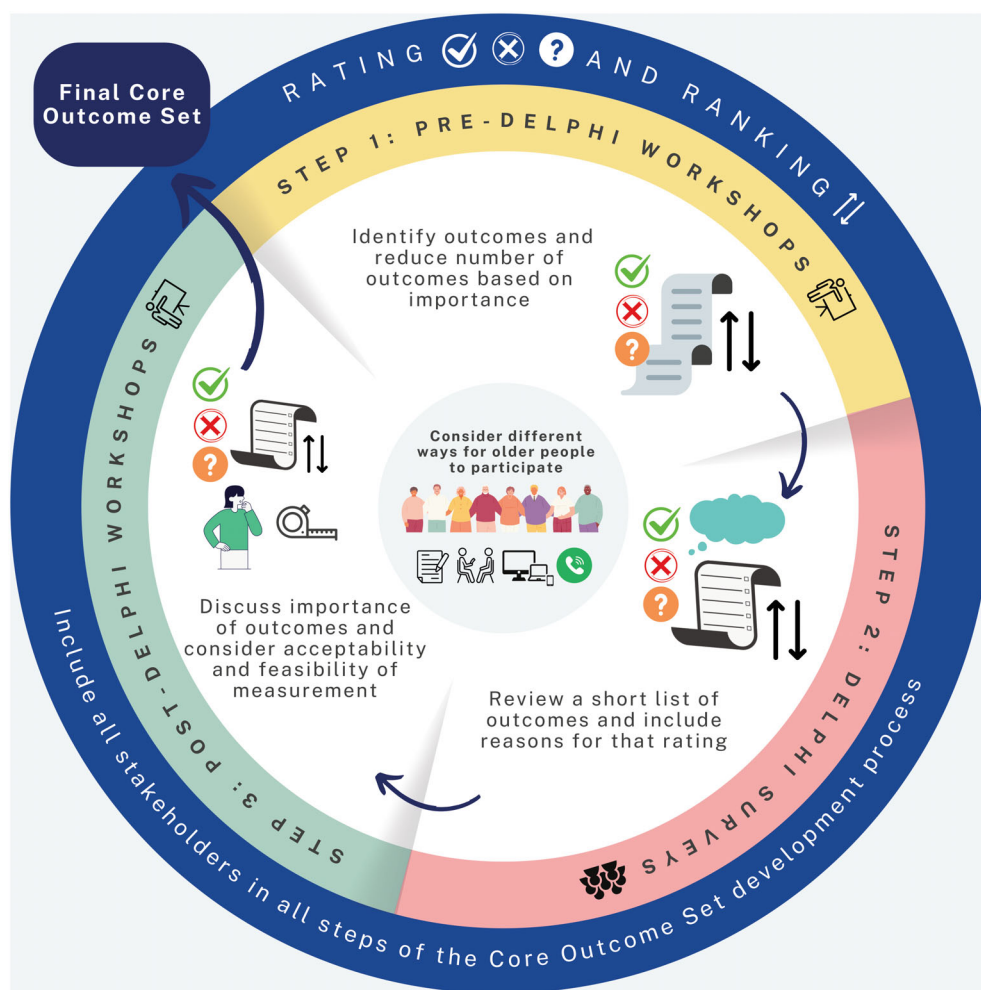 Final Core
Outcome Set
RATING ? AND RANKING
STEP 1: PRE-DELPHI WORKSHOPS
Identify outcomes and
reduce number of
outcomes based on
importance
?
Consider different
ways for older people
to participate
?
STEP 2: DELPHI SURVEYS
Review a short list of
outcomes and include
reasons for that rating
?
STEP 3: POST-DELPHI WORKSHOPS
Discuss importance
of outcomes and
consider acceptability
and feasibility of
measurement
Include all stakeholders in all steps of the Core Outcome Set development process